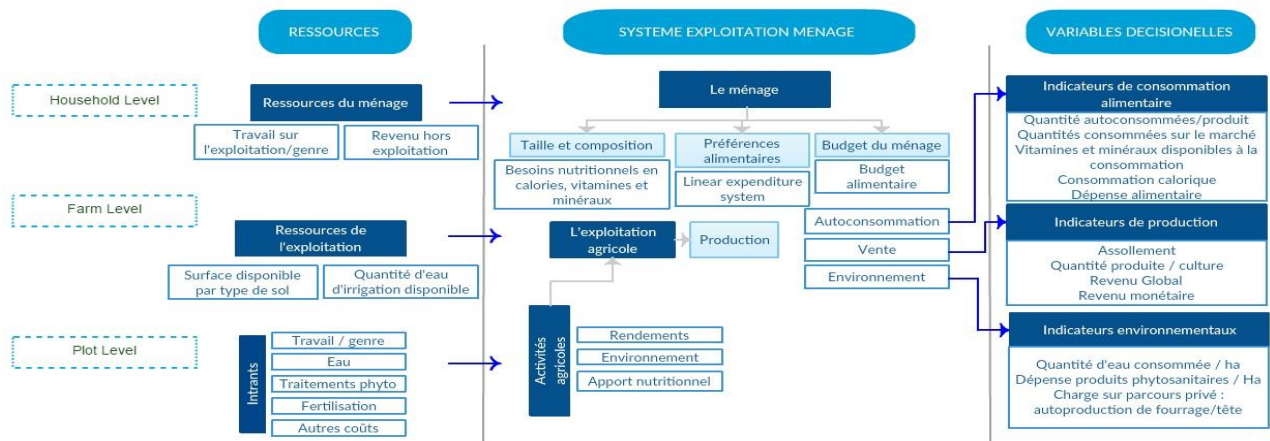 RESSOURCES
SYSTEME EXPLOITATION MENAGE
VARIABLES DECISIONELLES
Household Level
Ressources du ménage
Travail sur
l'exploitation/genre
Revenu hors
exploitation
Le ménage
Taille et composition
Préférences
alimentaires
Budget du ménage
Besoins nutritionnels en
calories, vitamines et
minéraux
Linear expenditure
system
Budget
alimentaire
Indicateurs de consommation
alimentaire
Quantité autoconsommées/produit
Quantités consommées sur le marché
Vitamines et minéraux disponibles à la
consommation
Consommation calorique
Dépense alimentaire
Farm Level
Ressources de
l'exploitation
Surface disponible
par type de sol
Quantité d'eau
d'irrigation disponible
L'exploitation
agricole
Production
Autoconsommation
Vente
Environnement
Indicateurs de production
Assollement
Quantité produite / culture
Revenu Global
Revenu monétaire
Plot Level
Intrants
Travail / genre
Eau
Traitements phyto
Fertilisation
Autres coûts
Activités
agricoles
Rendements
Environnement
Apport nutritionnel
Indicateurs environnementaux
Quantité d'eau consommée / ha
Dépense produits phytosanitaires / Ha
Charge sur parcours privé :
autoproduction de fourrage/tête